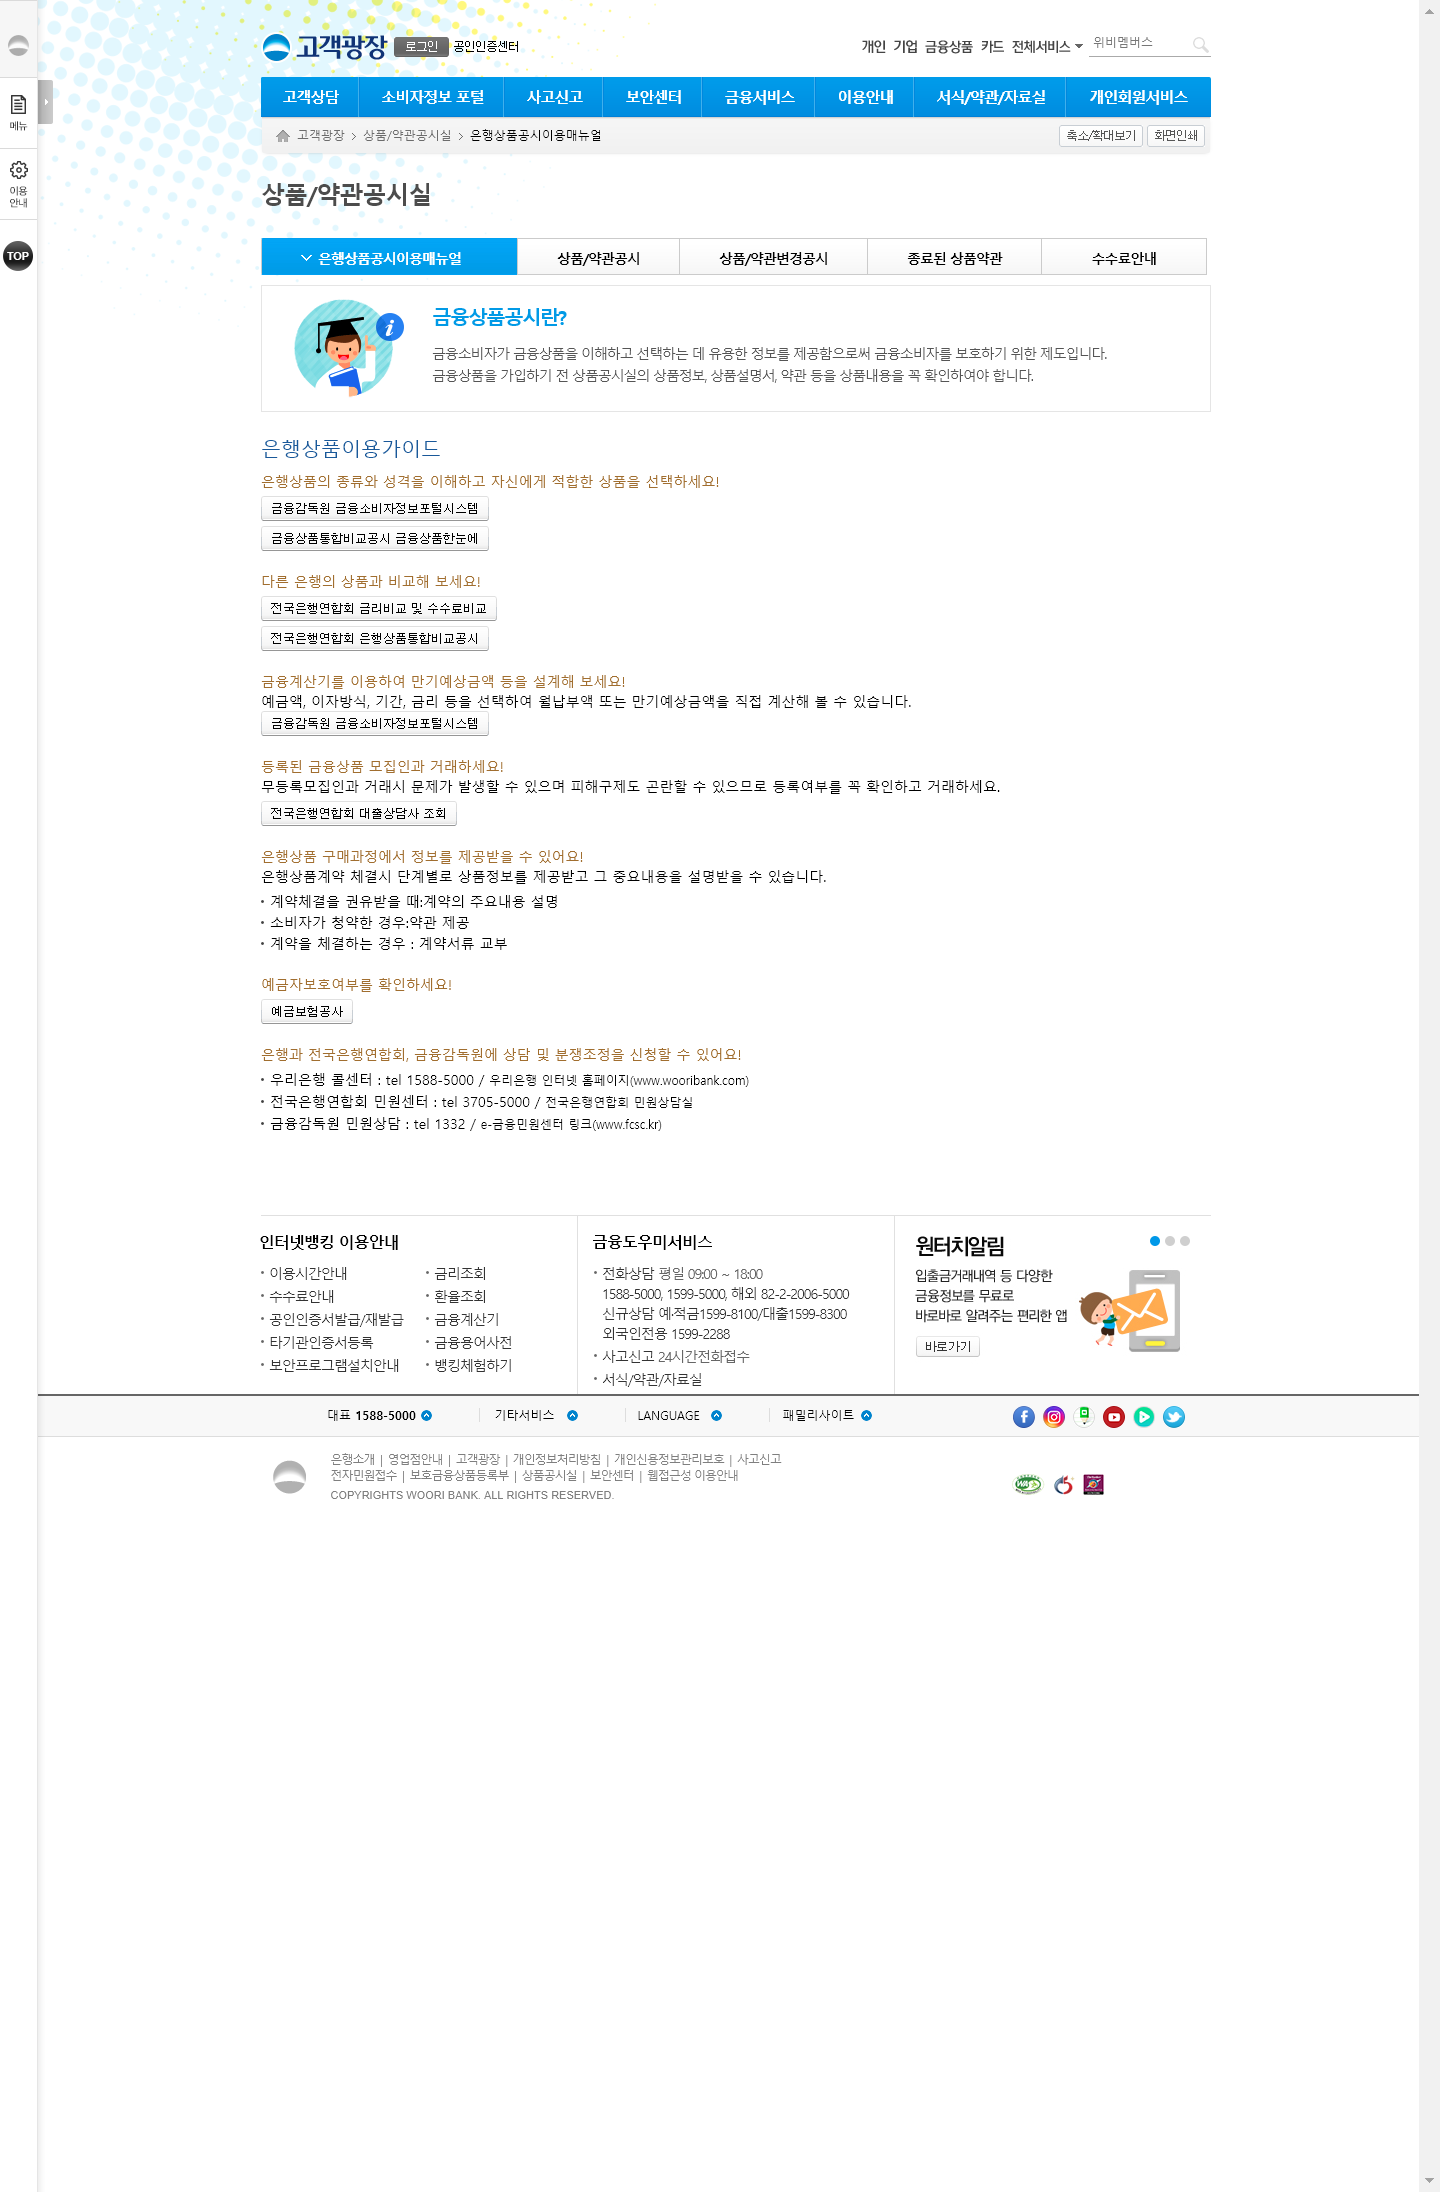 고객광장 로그인 공인인증센터
개인 기업 금융상품 카드 전체서비스 위비멤버스
고객상담 소비자정보 포털 사고신고 보안센터 금융서비스 이용안내 서식/약관/자료실 개인회원서비스
고객광장 > 상품/약관공시실 > 은행상품공시이용매뉴얼 축소/확대보기 화면인쇄
메뉴
이용
안내
TOP
상품/약관공시실
은행상품공시이용매뉴얼 상품/약관공시 상품/약관변경공시 종료된 상품약관 수수료안내
i
금융상품공시란?
금융소비자가 금융상품을 이해하고 선택하는 데 유용한 정보를 제공함으로써 금융소비자를 보호하기 위한 제도입니다.
금융상품을 가입하기 전 상품공시실의 상품정보, 상품설명서, 약관 등을 상품내용을 꼭 확인하여야 합니다.
은행상품이용가이드
은행상품의 종류와 성격을 이해하고 자신에게 적합한 상품을 선택하세요!
금융감독원 금융소비자정보포털시스템
금융상품통합비교공시 금융상품한눈에
다른 은행의 상품과 비교해 보세요!
전국은행연합회 금리비교 및 수수료비교
전국은행연합회 은행상품통합비교공시
금융계산기를 이용하여 만기예상금액 등을 설계해 보세요!
예금액, 이자방식, 기간, 금리 등을 선택하여 월납부액 또는 만기예상금액을 직접 계산해 볼 수 있습니다.
금융감독원 금융소비자정보포털시스템
등록된 금융상품 모집인과 거래하세요!
무등록모집인과 거래시 문제가 발생할 수 있으며 피해구제도 곤란할 수 있으므로 등록여부를 꼭 확인하고 거래하세요.
전국은행연합회 대출상담사 조회
은행상품 구매과정에서 정보를 제공받을 수 있어요!
은행상품계약 체결시 단계별로 상품정보를 제공받고 그 중요내용을 설명받을 수 있습니다.
• 계약체결을 권유받을 때:계약의 주요내용 설명
• 소비자가 청약한 경우:약관 제공
• 계약을 체결하는 경우 : 계약서류 교부
예금자보호여부를 확인하세요!
예금보험공사
은행과 전국은행연합회, 금융감독원에 상담 및 분쟁조정을 신청할 수 있어요!
• 우리은행 콜센터 : tel 1588-5000 / 우리은행 인터넷 홈페이지(www.wooribank.com)
• 전국은행연합회 민원센터 : tel 3705-5000 / 전국은행연합회 민원상담실
• 금융감독원 민원상담 : tel 1332 / e-금융민원센터 링크(www.fcsc.kr)
인터넷뱅킹 이용안내
• 이용시간안내
• 수수료안내
• 공인인증서발급/재발급
• 타기관인증서등록
• 보안프로그램설치안내
• 금리조회
• 환율조회
• 금융계산기
• 금융용어사전
• 뱅킹체험하기
금융도우미서비스
• 전화상담 평일 09:00 ~ 18:00
1588-5000, 1599-5000, 해외 82-2-2006-5000
신규상담 예·적금1599-8100/대출1599-8300
외국인전용 1599-2288
• 사고신고 24시간전화접수
• 서식/약관/자료실
원터치알림
입출금거래내역 등 다양한
금융정보를 무료로
바로바로 알려주는 편리한 앱
바로가기
대표 1588-5000 기타서비스 LANGUAGE 패밀리사이트
은행소개 | 영업점안내 | 고객광장 | 개인정보처리방침 | 개인신용정보관리보호 | 사고신고
전자민원접수 | 보호금융상품등록부 | 상품공시실 | 보안센터 | 웹접근성 이용안내
COPYRIGHTS WOORI BANK. ALL RIGHTS RESERVED.